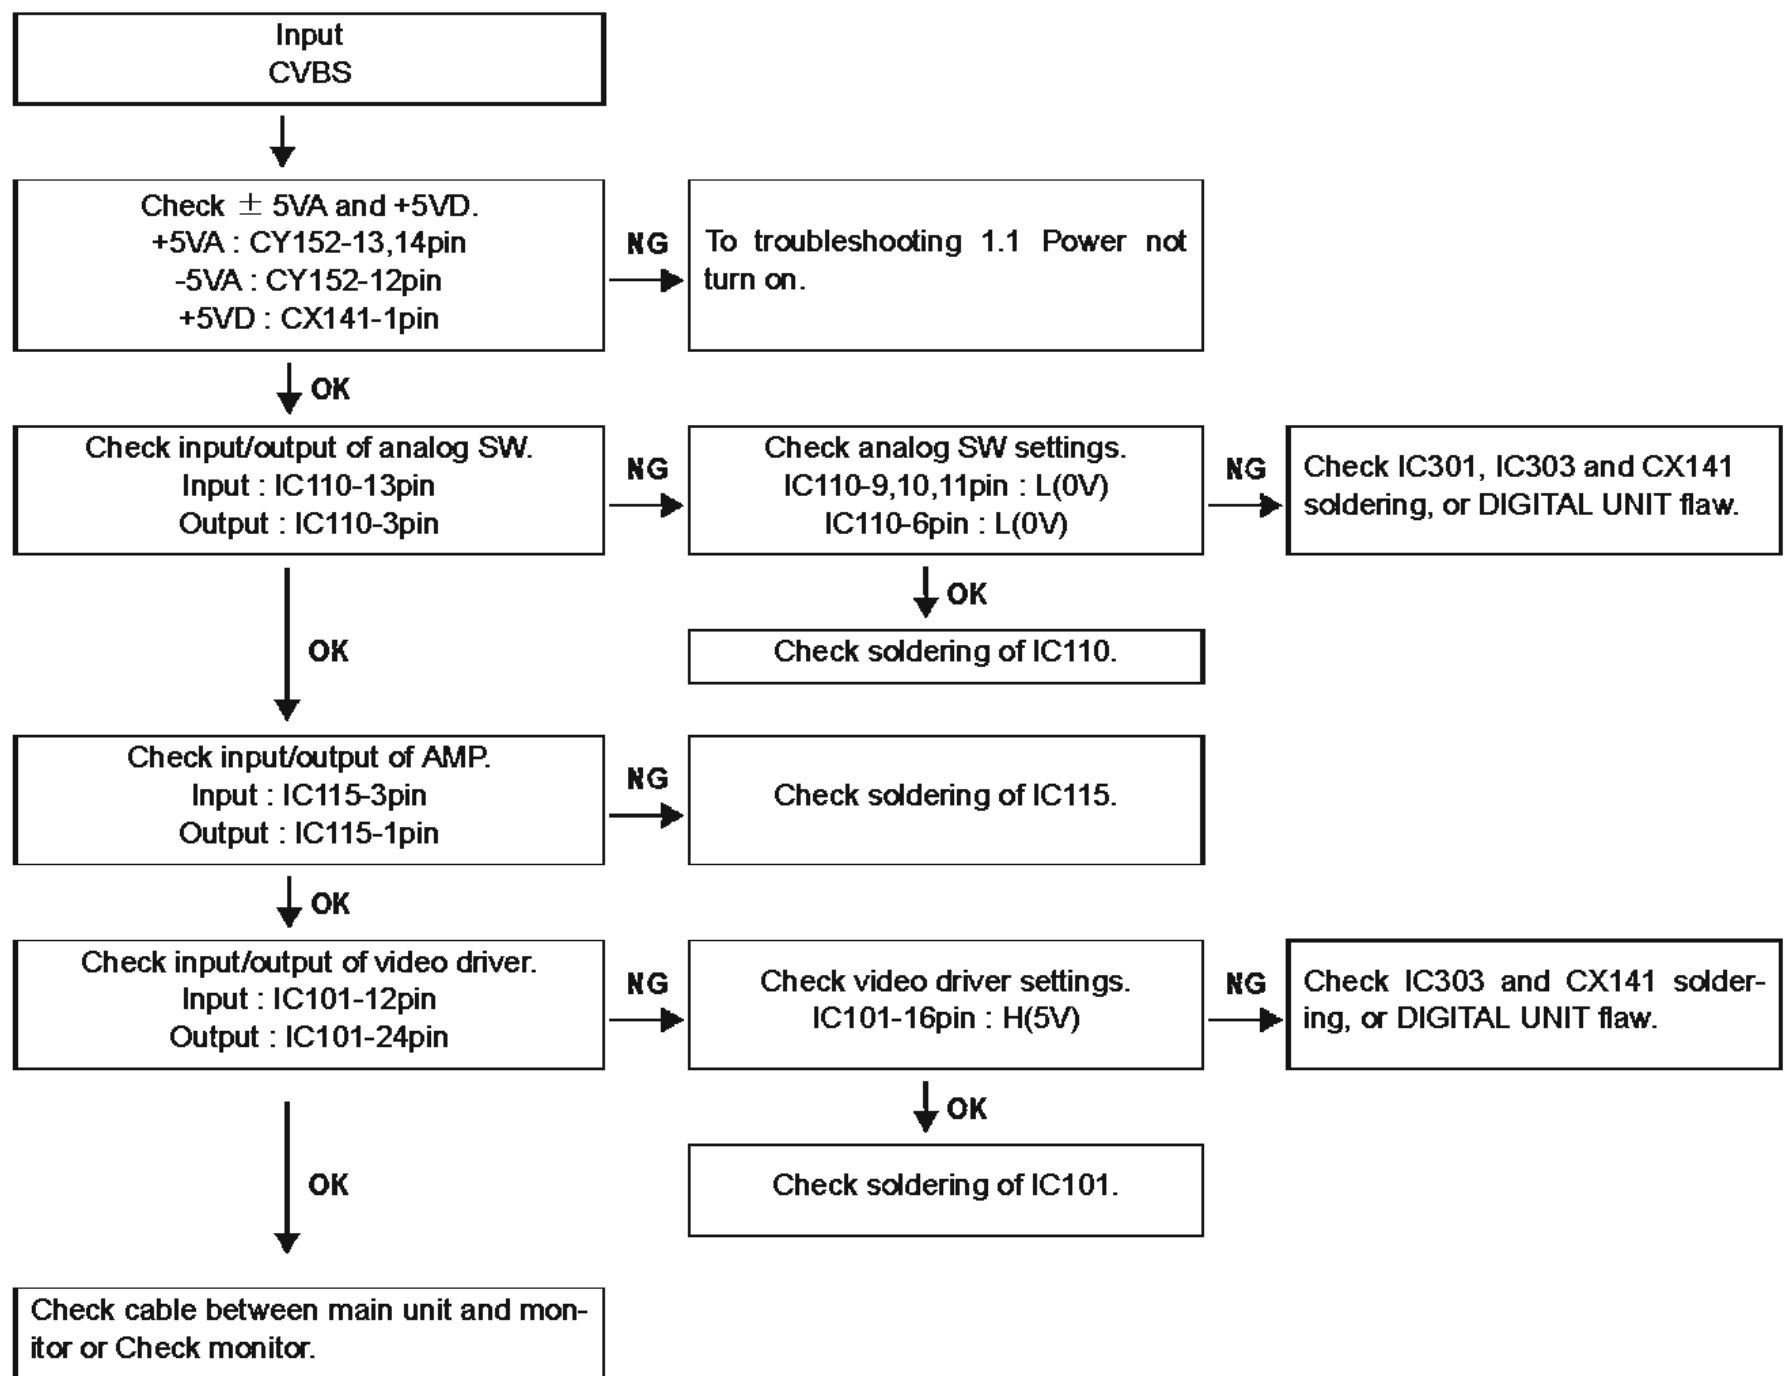 Input
CVBS
Check ± 5VA and +5VD.
+5VA : CY152-13,14pin
-5VA : CY152-12pin
+5VD : CX141-1pin
NG
To troubleshooting 1.1 Power not
turn on.
OK
Check input/output of analog SW.
Input : IC110-13pin
Output : IC110-3pin
NG
Check analog SW settings.
IC110-9,10,11pin : L(0V)
IC110-6pin : L(0V)
NG
Check IC301, IC303 and CX141
soldering, or DIGITAL UNIT flaw.
OK
Check soldering of IC110.
OK
Check input/output of AMP.
Input : IC115-3pin
Output : IC115-1pin
NG
Check soldering of IC115.
OK
Check input/output of video driver.
Input : IC101-12pin
Output : IC101-24pin
NG
Check video driver settings.
IC101-16pin : H(5V)
NG
Check IC303 and CX141 solder-
ing, or DIGITAL UNIT flaw.
OK
Check soldering of IC101.
OK
Check cable between main unit and mon-
itor or Check monitor.